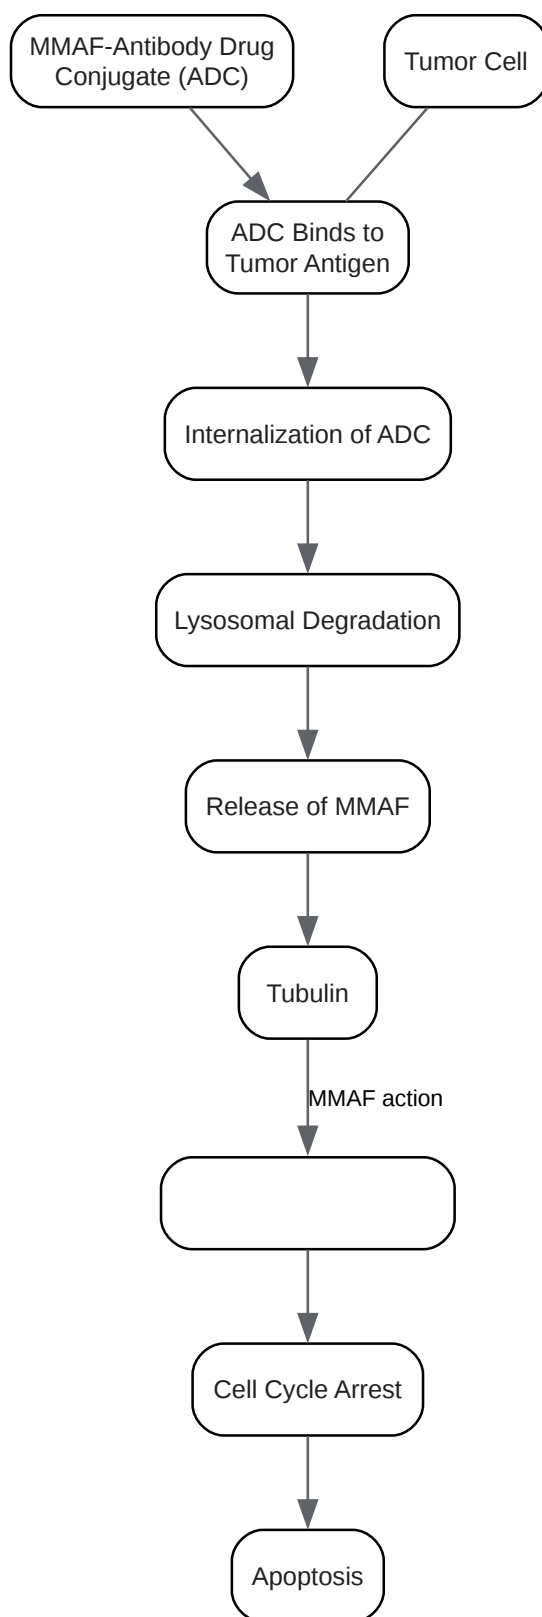 MMAF-Antibody Drug
Conjugate (ADC)
Tumor Cell
ADC Binds to
Tumor Antigen
Internalization of ADC
Lysosomal Degradation
Release of MMAF
Tubulin
MMAF action
Cell Cycle Arrest
Apoptosis